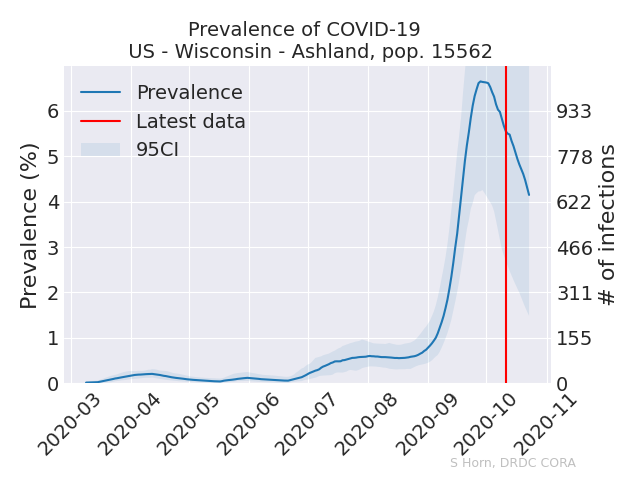 Prevalence of COVID-19
US - Wisconsin - Ashland, pop. 15562
Prevalence
Latest data
95CI
Prevalence (%)
6
5
4
3
2
1
0
933
778
622
466
311
155
0
# of infections
2020-03
2020-04
2020-05
2020-06
2020-07
2020-08
2020-09
2020-10
2020-11
S Horn, DRDC CORA